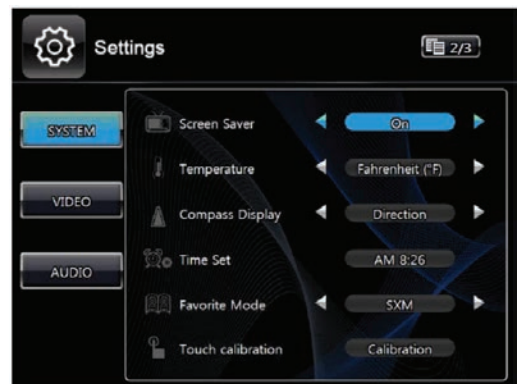 Settings
2/3
SYSTEM
VIDEO
AUDIO
Screen Saver On
Temperature Fahrenheit (°F)
Compass Display Direction
Time Set AM 8:26
Favorite Mode SXM
Touch calibration Calibration